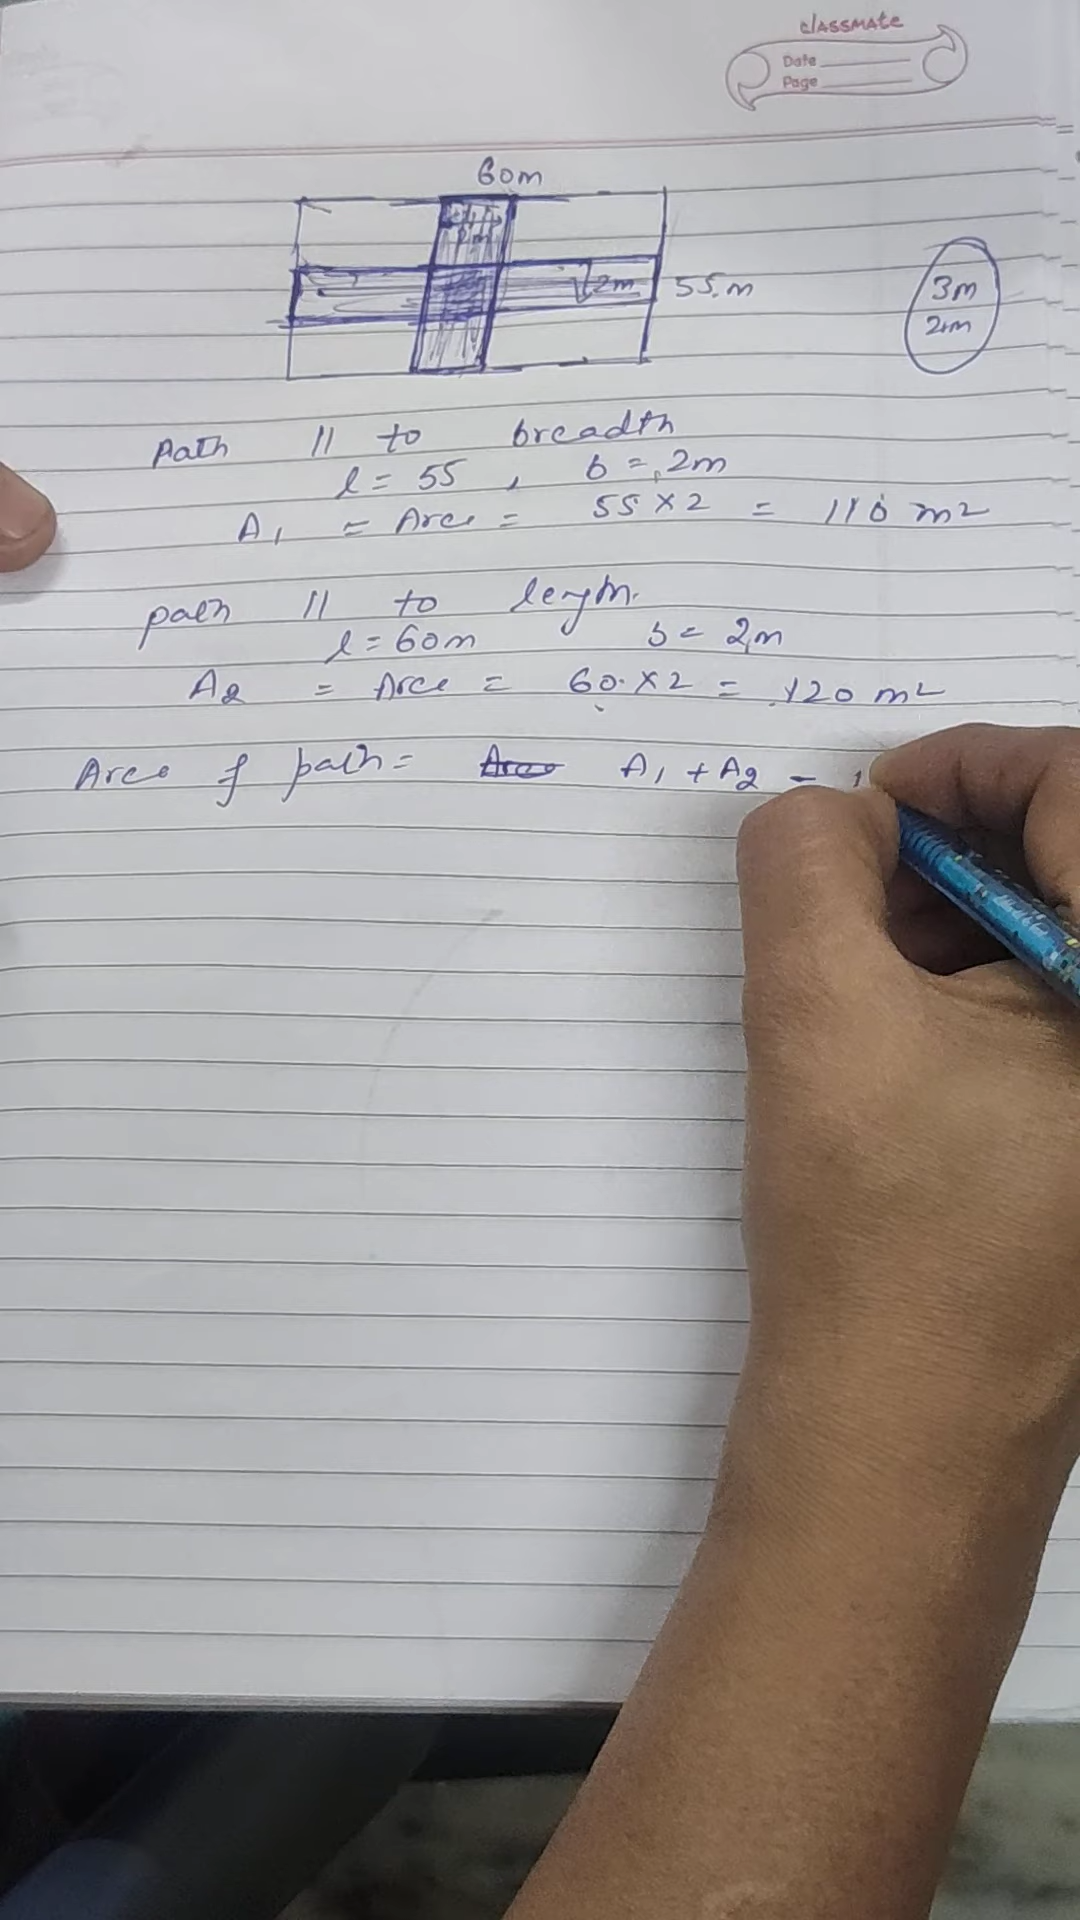 classmate
Date
Page
60m
2m
55m
3m
2m
Path || to breadth
l = 55 , b = 2m
A1 = Area = 55 x 2 = 110 m2
path || to length.
l = 60m b = 2m
A2 = Area = 60 x 2 = 120 m2
Area of path = A1 + A2 -